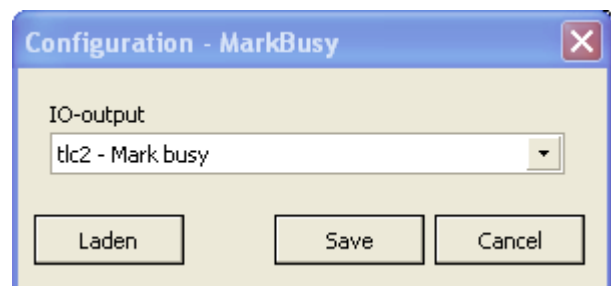 Configuration - MarkBusy
IO-output
tlc2 - Mark busy
Laden Save Cancel